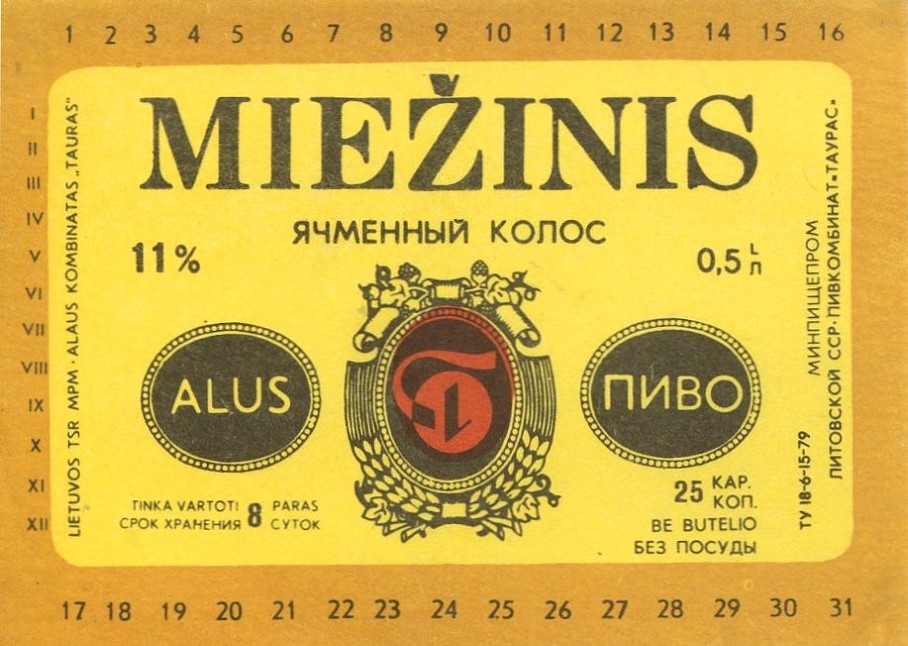 1 2 3 4 5 6 7 8 9 10 11 12 13 14 15 16
I
II
III
IV
V
VI
VII
VIII
IX
X
XI
XII
LIETUVOS TSR MPM · ALAUS KOMBINATAS „TAURAS"
MIEŽINIS
ЯЧМЕННЫЙ КОЛОС
11%
0,5 L
Л
ALUS
ПИВО
TINKA VARTOTI 8 PARAS
СРОК ХРАНЕНИЯ СУТОК
25 KAP.
КОП.
BE BUTELIO
БЕЗ ПОСУДЫ
МИНПИЩЕПРОМ
ЛИТОВСКОЙ ССР·ПИВКОМБИНАТ«ТАУРАС»
ТУ 18-6-15-79
17 18 19 20 21 22 23 24 25 26 27 28 29 30 31